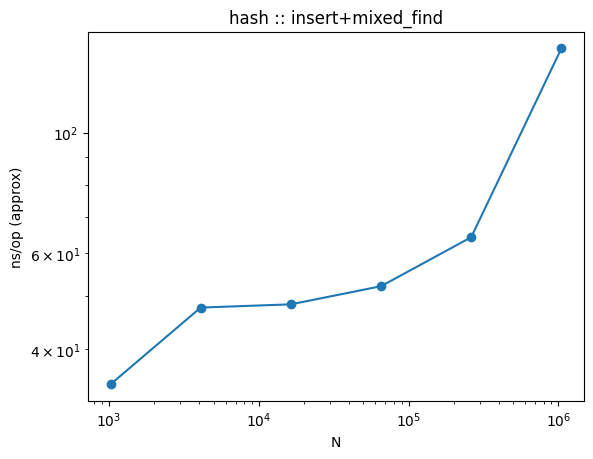 hash :: insert+mixed_find
ns/op (approx)
10²
6 × 10¹
4 × 10¹
10³ 10⁴ 10⁵ 10⁶
N